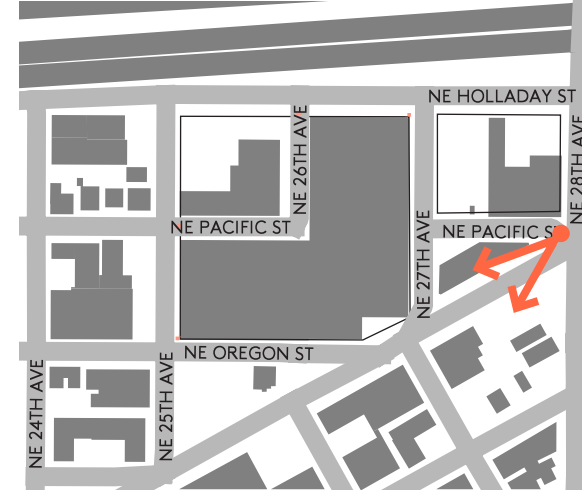 NE HOLLADAY ST
NE 26TH AVE
NE 28TH AVE
NE PACIFIC ST
NE PACIFIC ST
NE 27TH AVE
NE OREGON ST
NE 24TH AVE
NE 25TH AVE